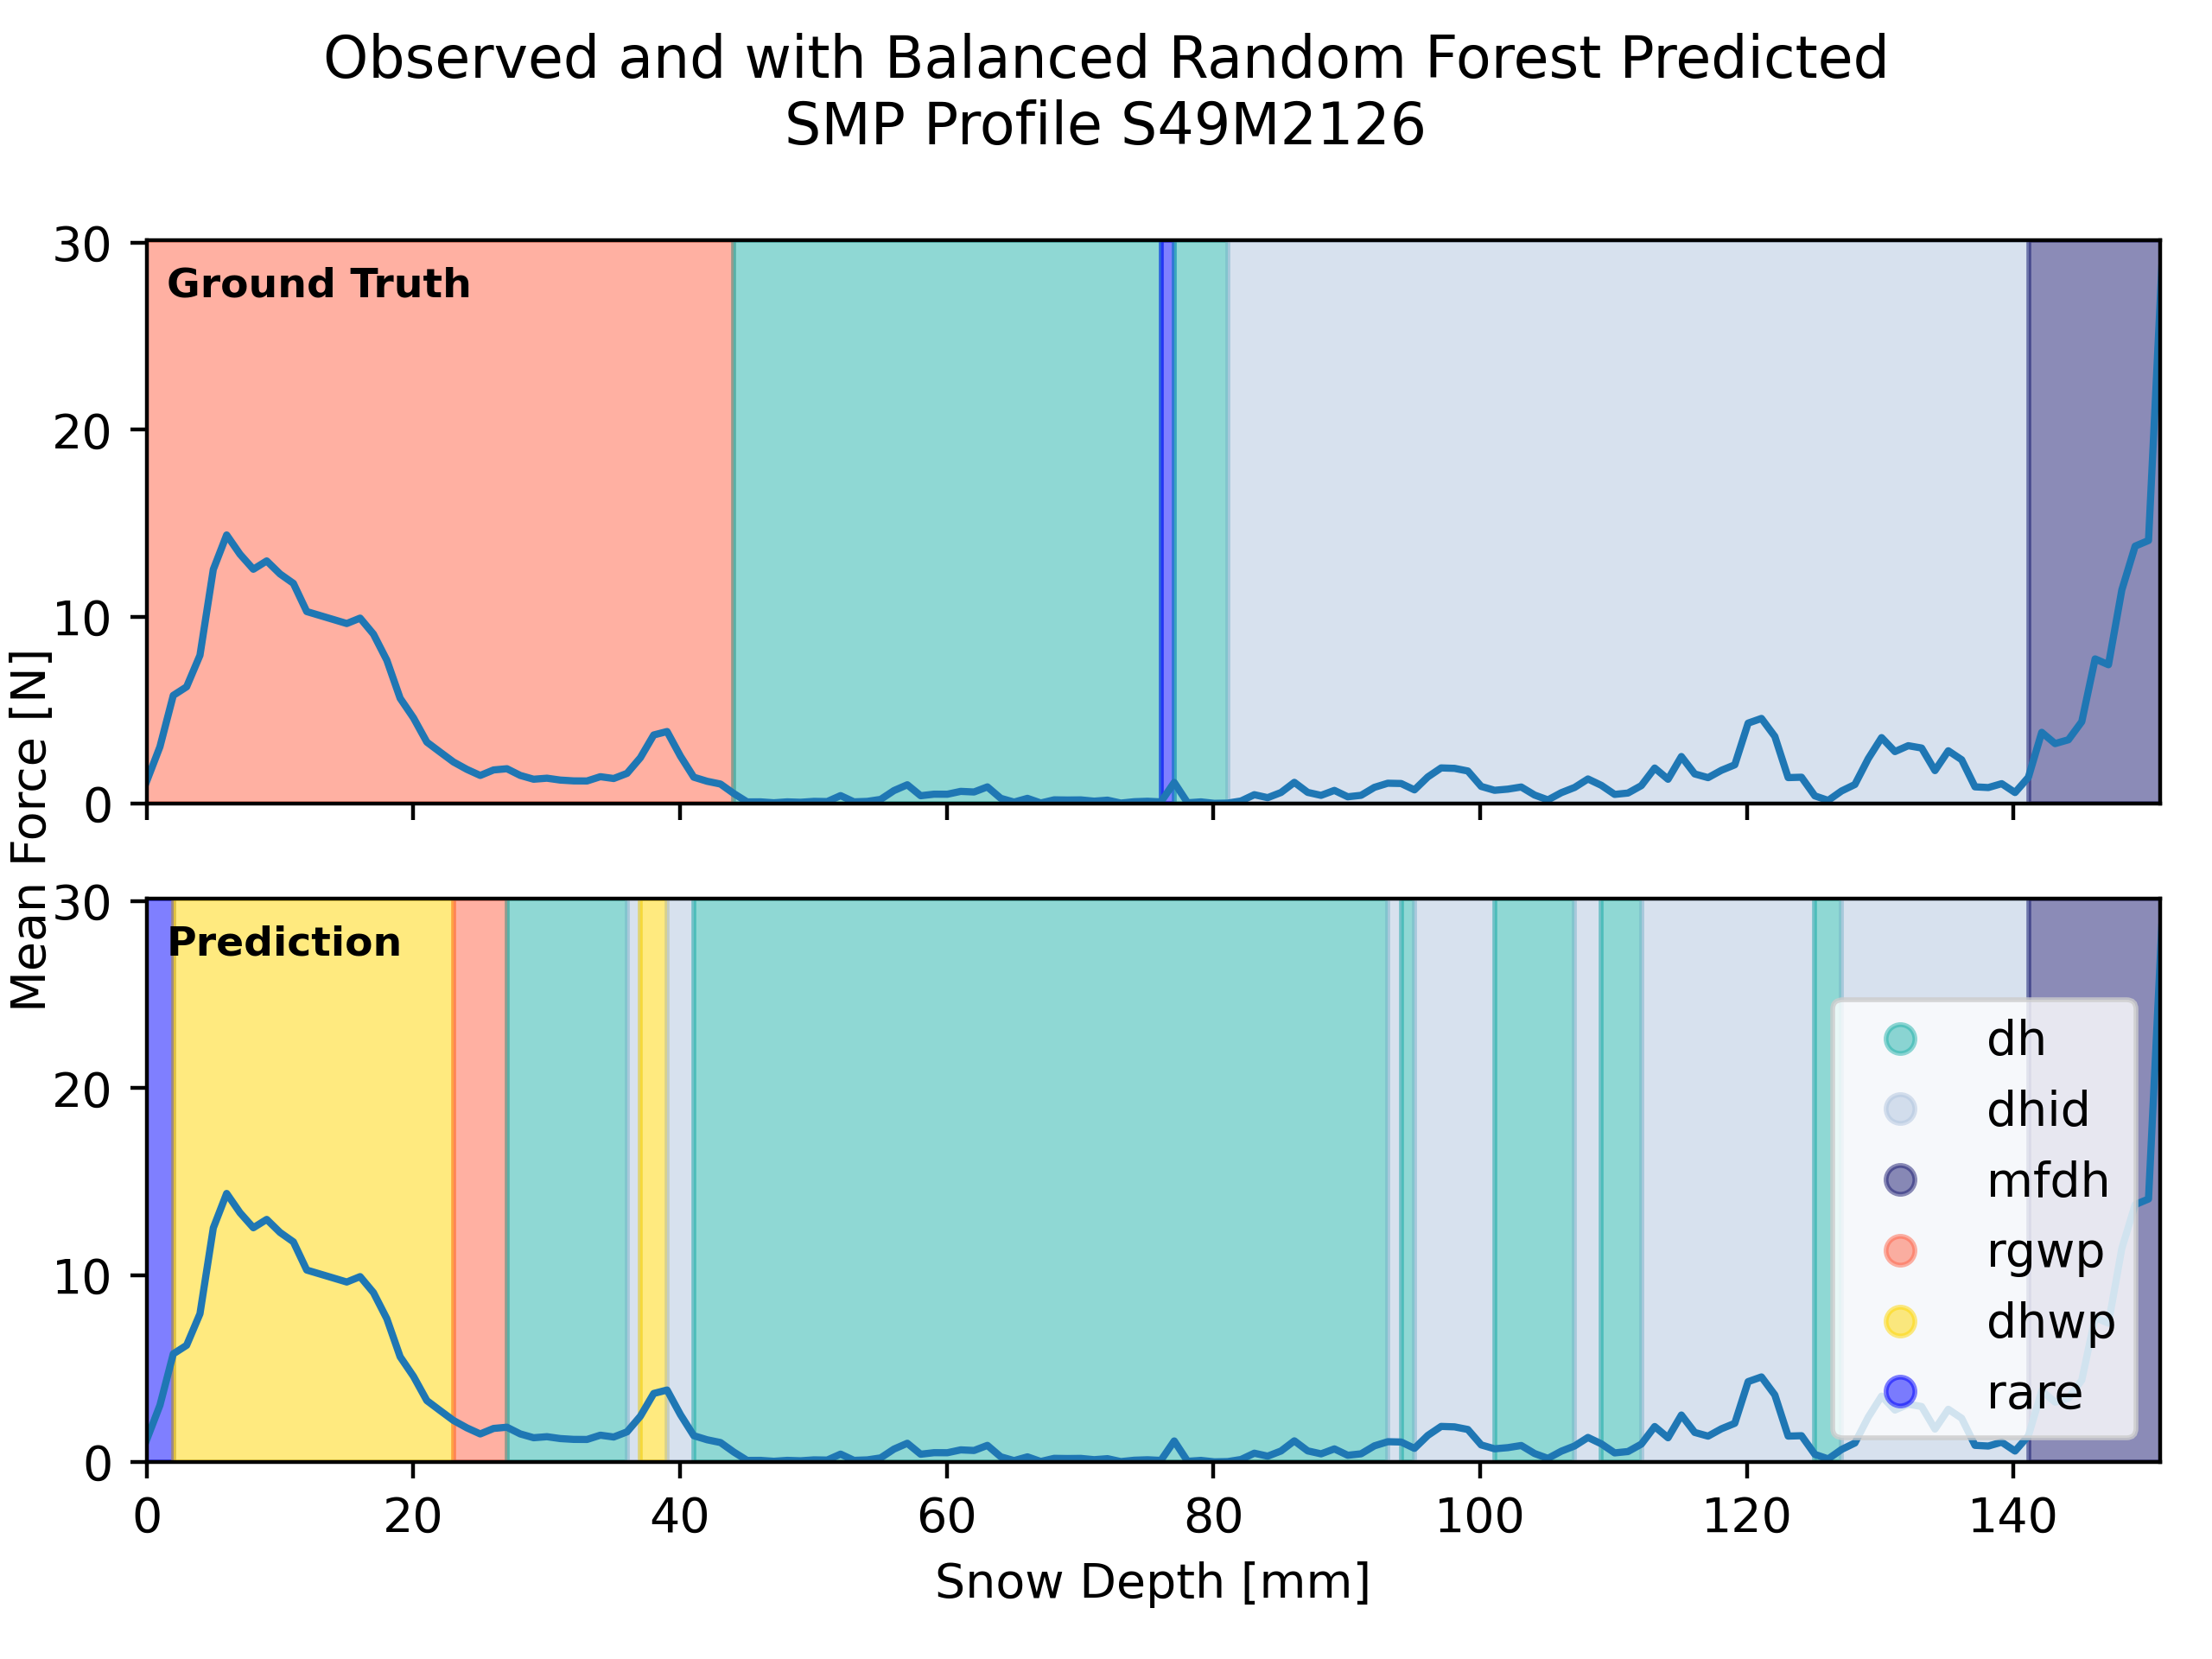 Observed and with Balanced Random Forest Predicted
SMP Profile S49M2126
30
Ground Truth
20
10
0
Mean Force [N]
30
Prediction
20
10
0
dh
dhid
mfdh
rgwp
dhwp
rare
0 20 40 60 80 100 120 140
Snow Depth [mm]